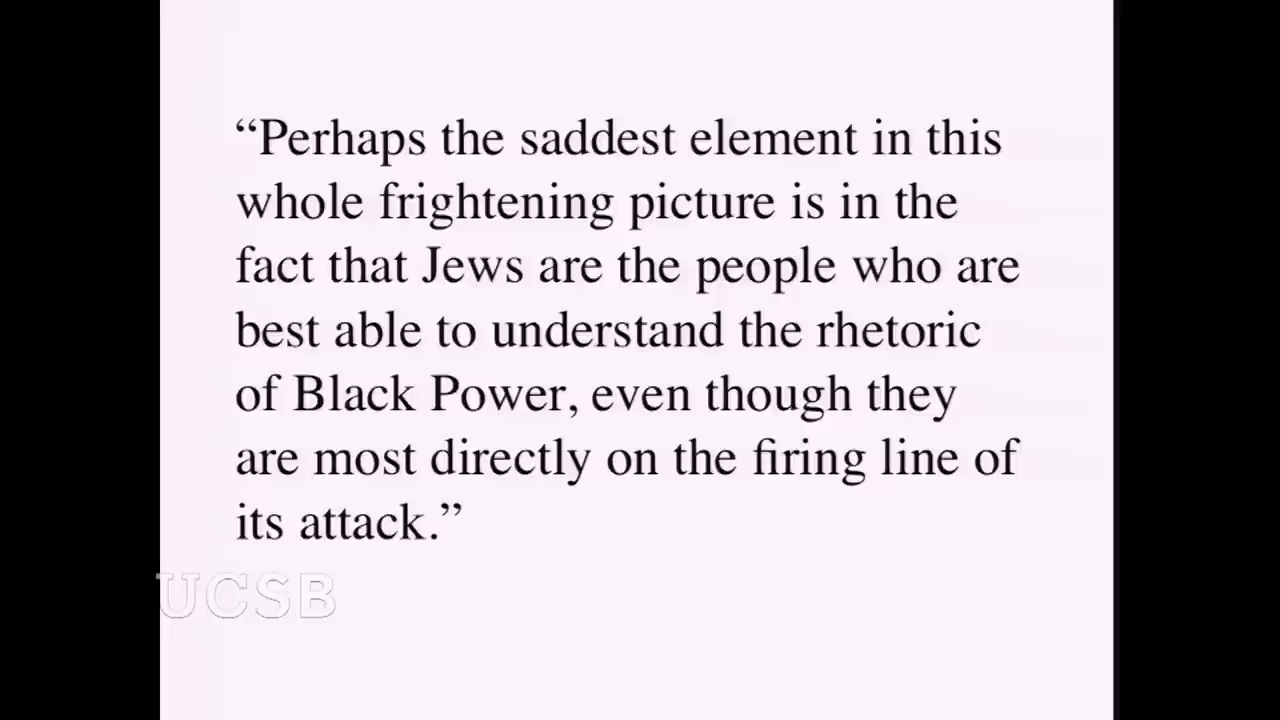 “Perhaps the saddest element in this
whole frightening picture is in the
fact that Jews are the people who are
best able to understand the rhetoric
of Black Power, even though they
are most directly on the firing line of
its attack.”
UCSB